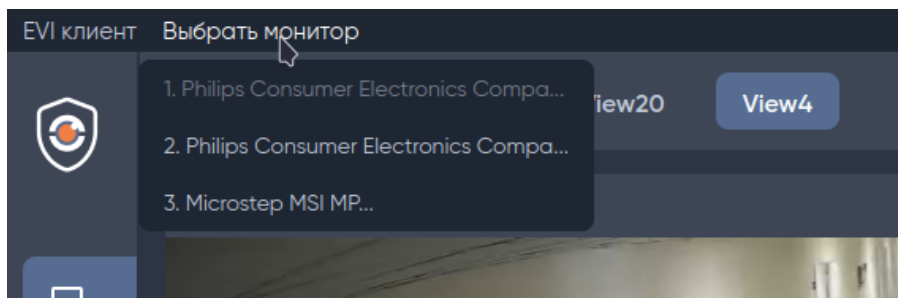 EVI клиент Выбрать монитор
1. Philips Consumer Electronics Compa...
iew20 View4
2. Philips Consumer Electronics Compa...
3. Microstep MSI MP...